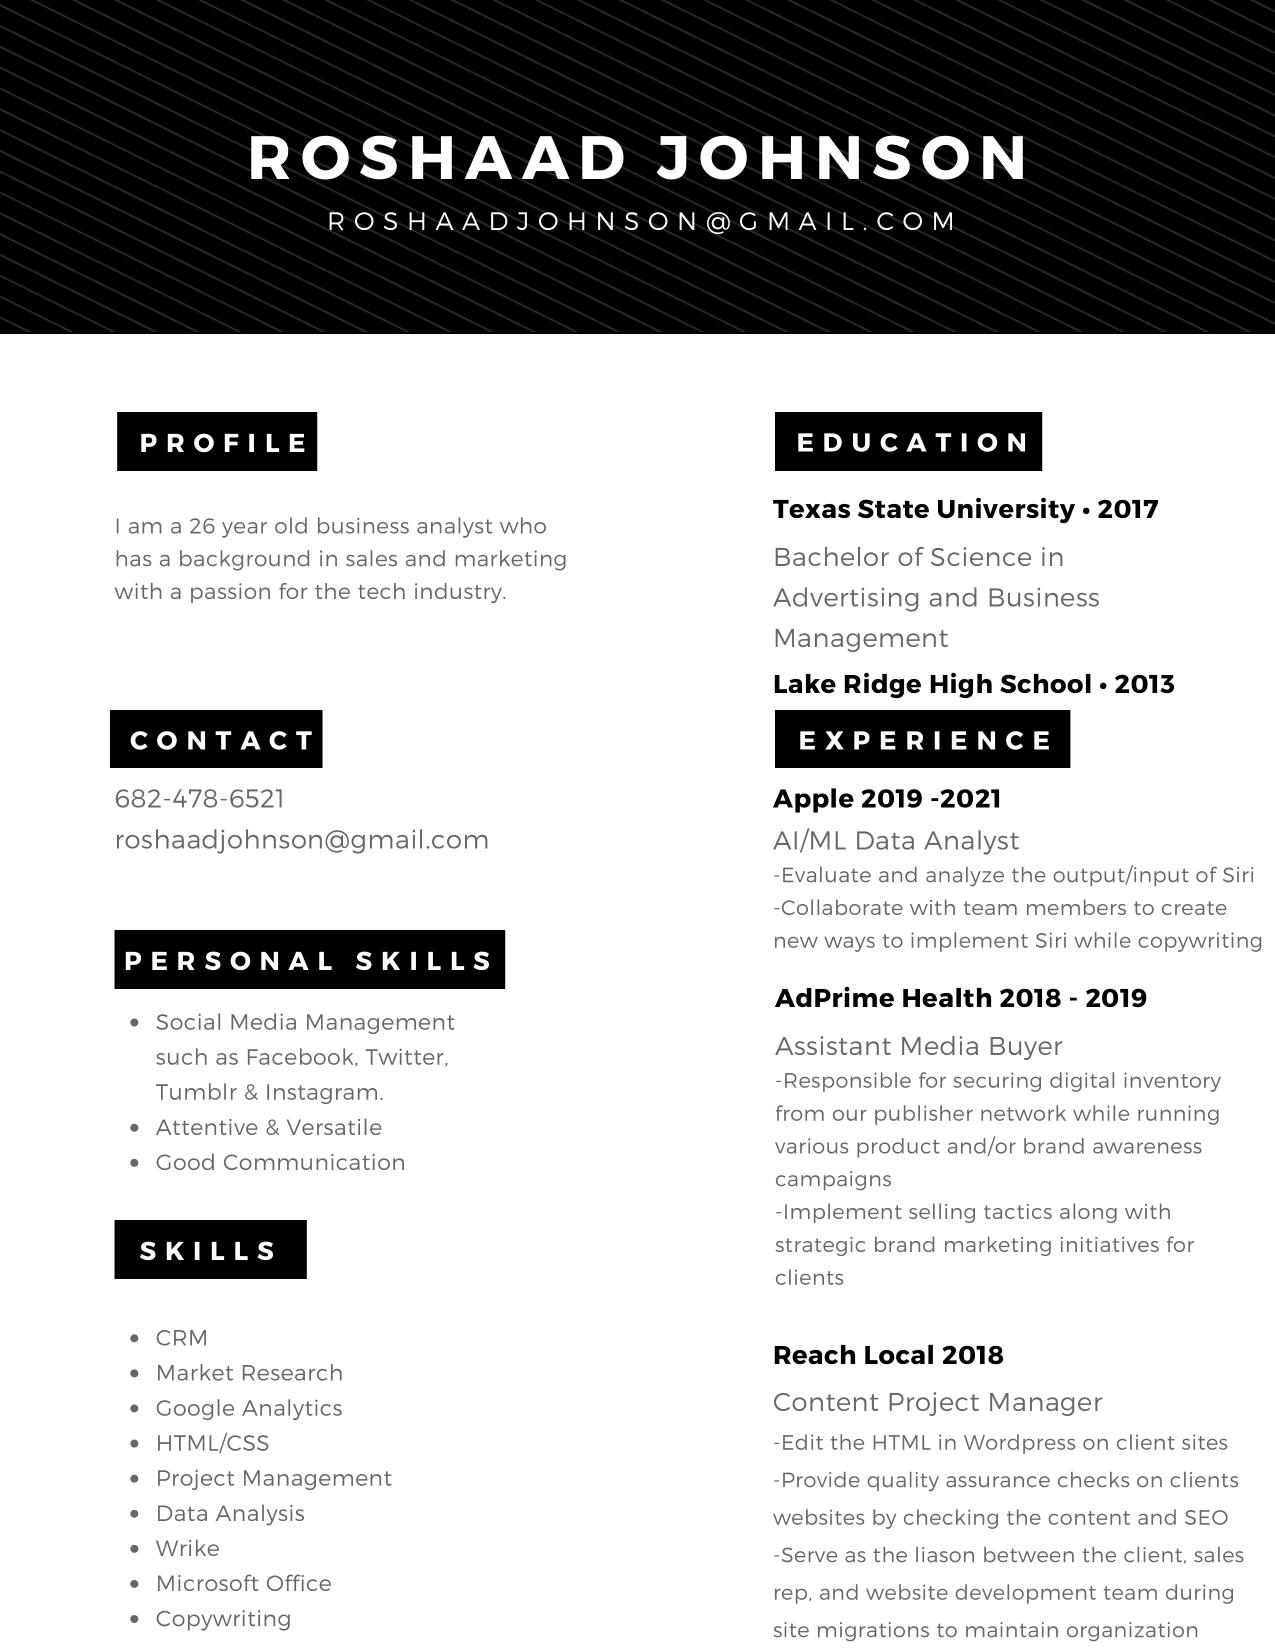 ROSHAAD JOHNSON
ROSHAADJOHNSON@GMAIL.COM
PROFILE
I am a 26 year old business analyst who
has a background in sales and marketing
with a passion for the tech industry.
CONTACT
682-478-6521
roshaadjohnson@gmail.com
PERSONAL SKILLS
• Social Media Management
such as Facebook, Twitter,
Tumblr & Instagram.
• Attentive & Versatile
• Good Communication
SKILLS
• CRM
• Market Research
• Google Analytics
• HTML/CSS
• Project Management
• Data Analysis
• Wrike
• Microsoft Office
• Copywriting
EDUCATION
Texas State University • 2017
Bachelor of Science in
Advertising and Business
Management
Lake Ridge High School • 2013
EXPERIENCE
Apple 2019 -2021
AI/ML Data Analyst
-Evaluate and analyze the output/input of Siri
-Collaborate with team members to create
new ways to implement Siri while copywriting
AdPrime Health 2018 - 2019
Assistant Media Buyer
-Responsible for securing digital inventory
from our publisher network while running
various product and/or brand awareness
campaigns
-Implement selling tactics along with
strategic brand marketing initiatives for
clients
Reach Local 2018
Content Project Manager
-Edit the HTML in Wordpress on client sites
-Provide quality assurance checks on clients
websites by checking the content and SEO
-Serve as the liason between the client, sales
rep, and website development team during
site migrations to maintain organization